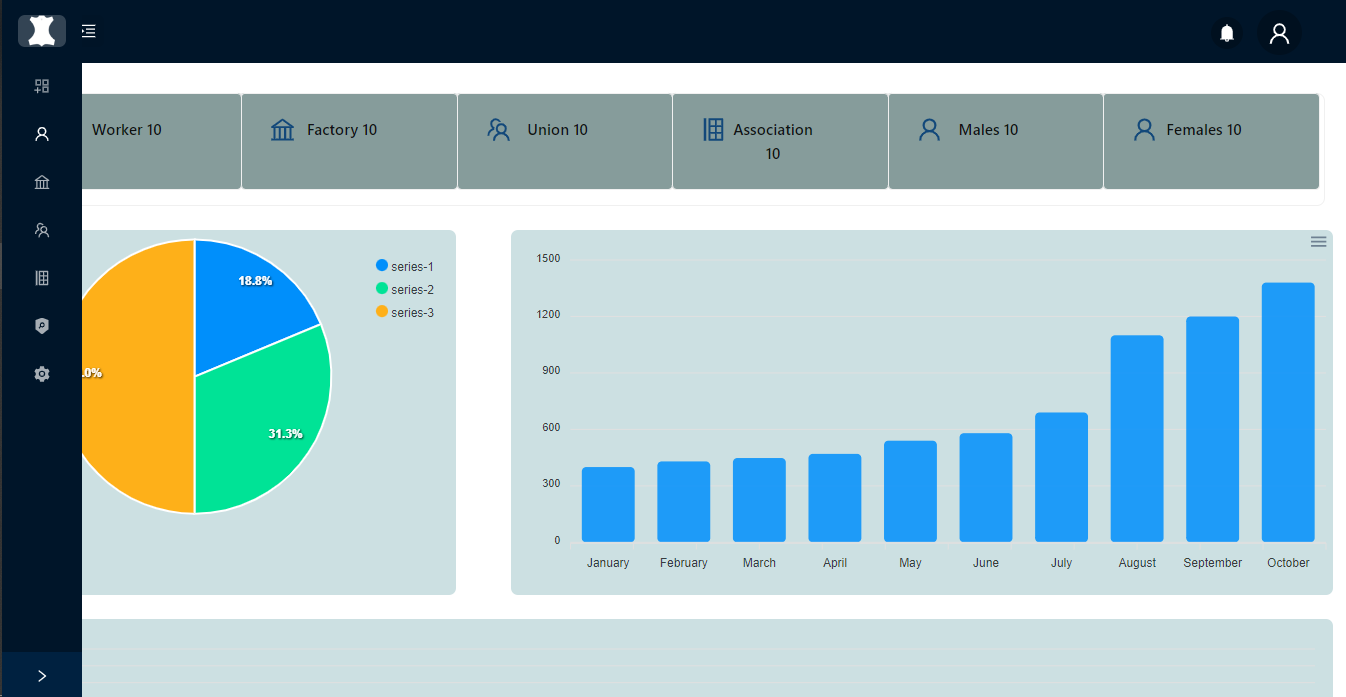 Worker 10
Factory 10
Union 10
Association
10
Males 10
Females 10
18.8%
31.3%
.0%
series-1
series-2
series-3
1500
1200
900
600
300
0
January
February
March
April
May
June
July
August
September
October